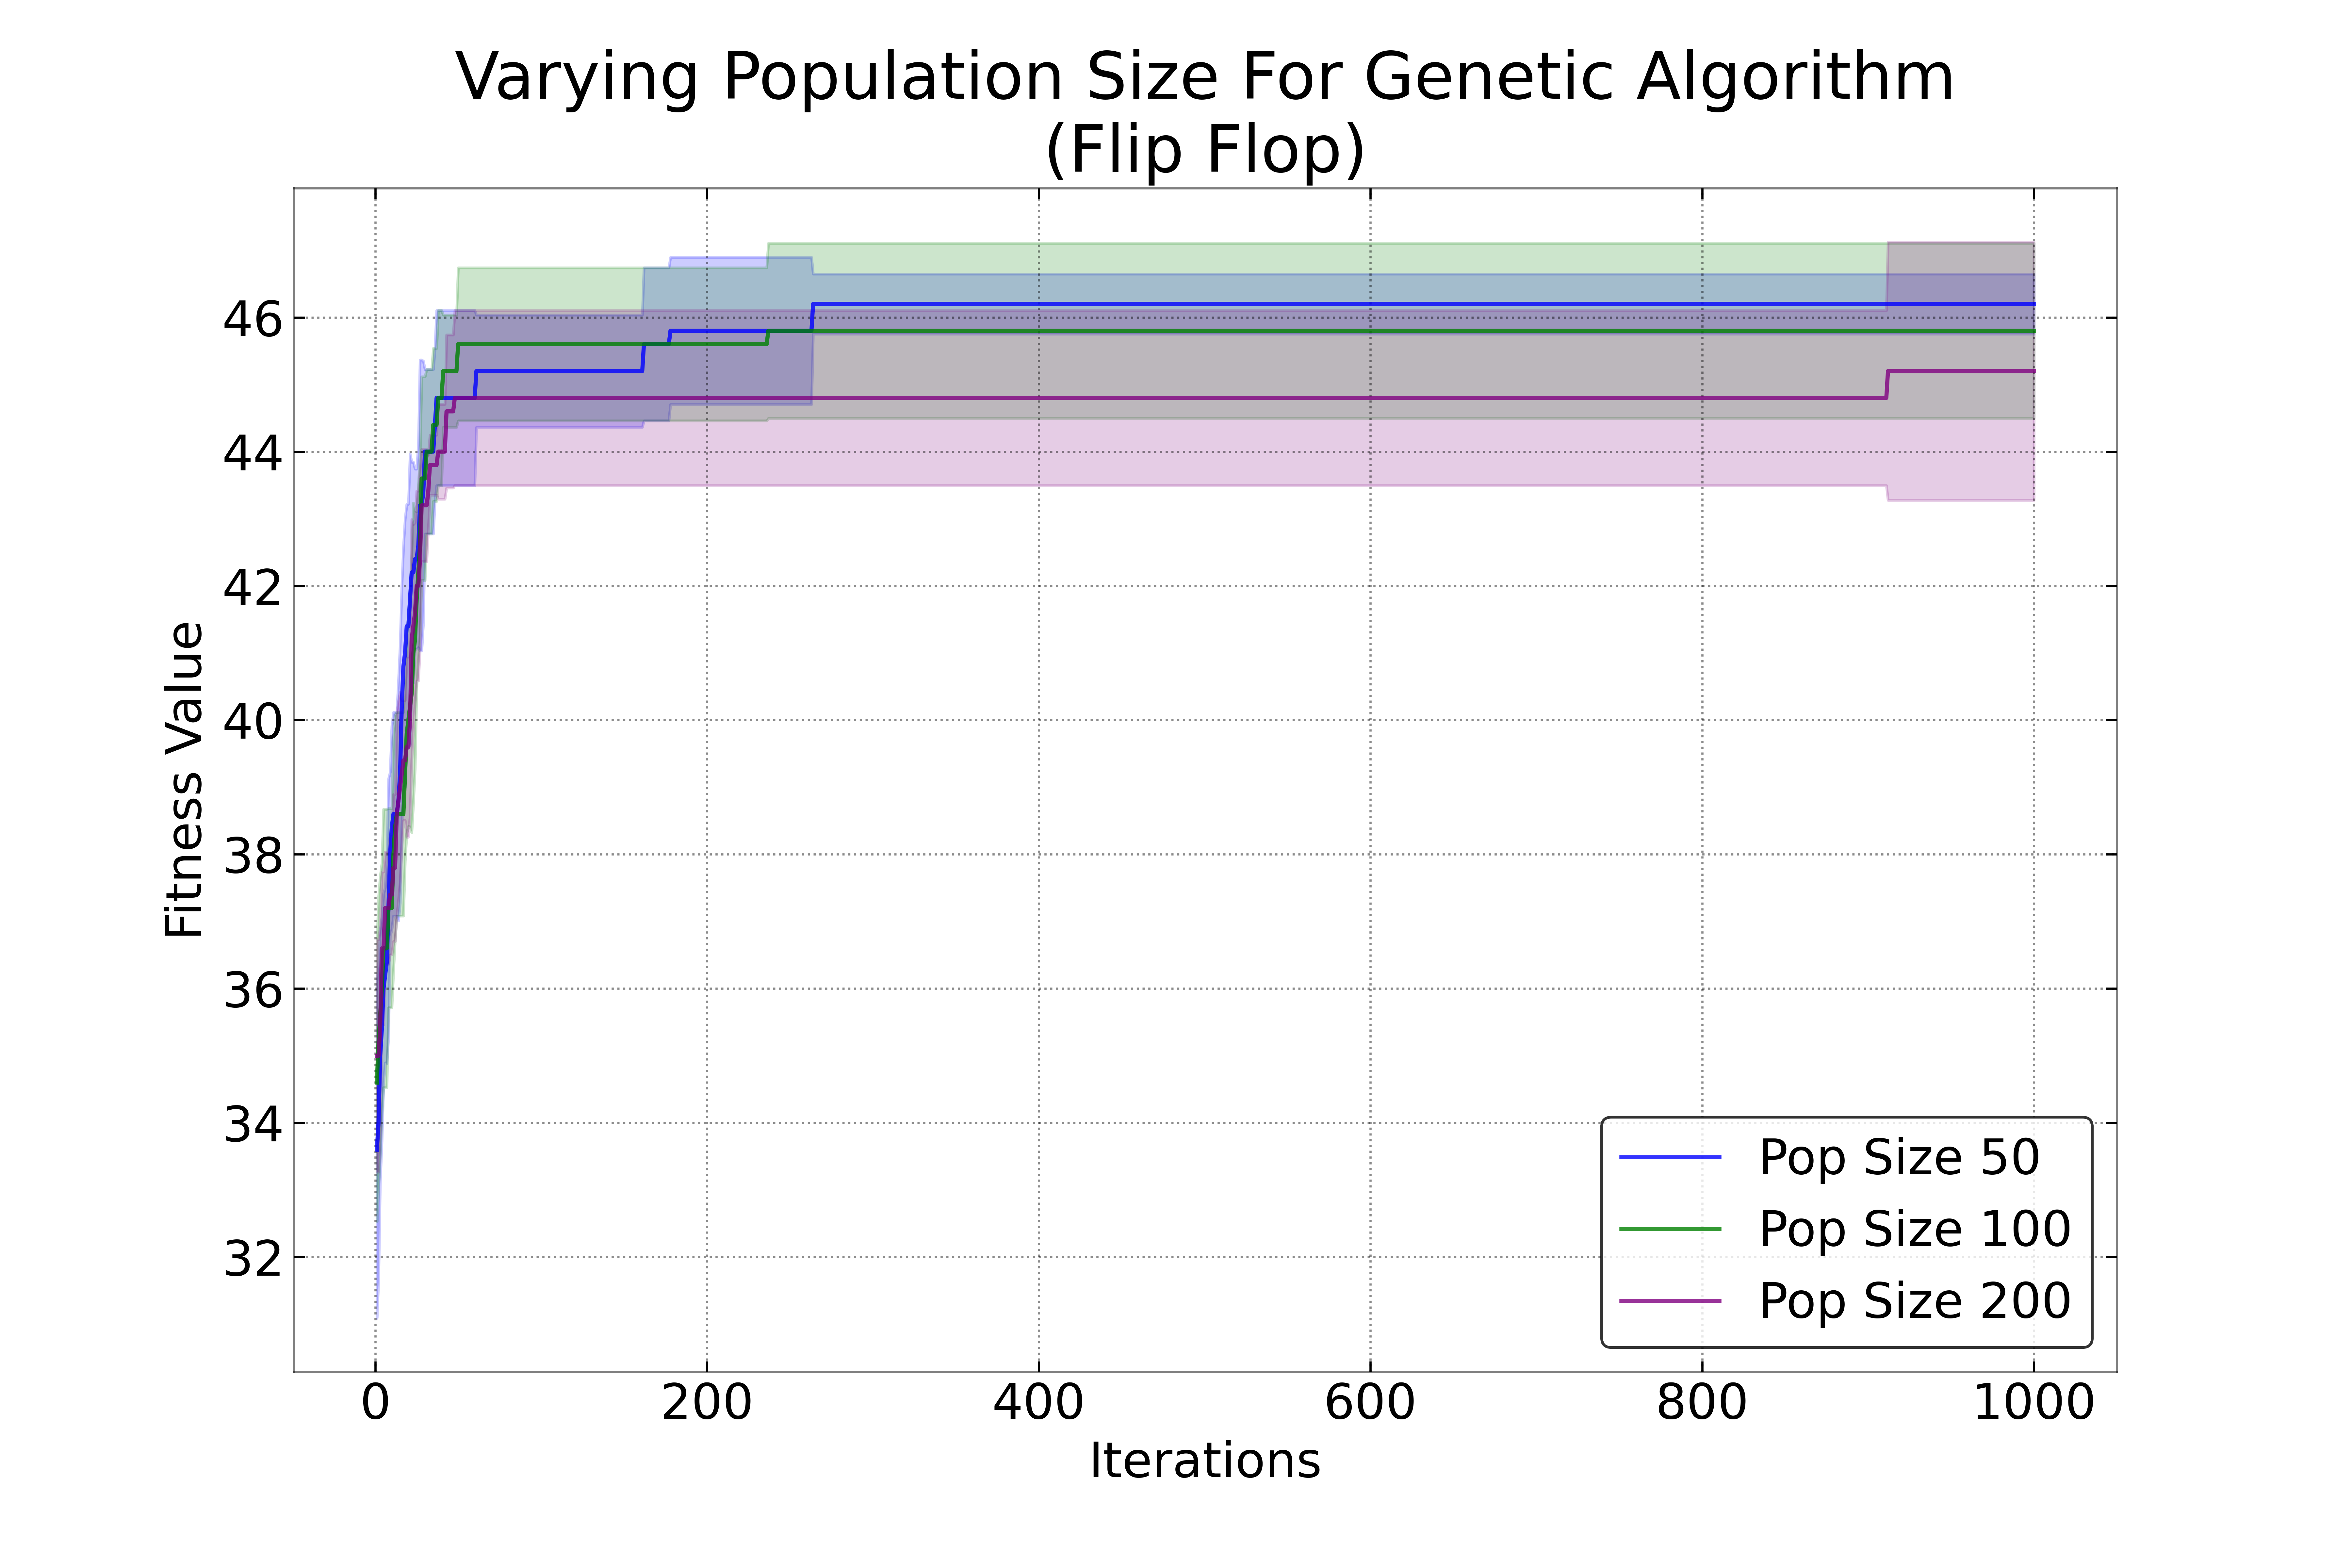 Varying Population Size For Genetic Algorithm
(Flip Flop)
Fitness Value
46
44
42
40
38
36
34
32
0 200 400 600 800 1000
Iterations
Pop Size 50
Pop Size 100
Pop Size 200